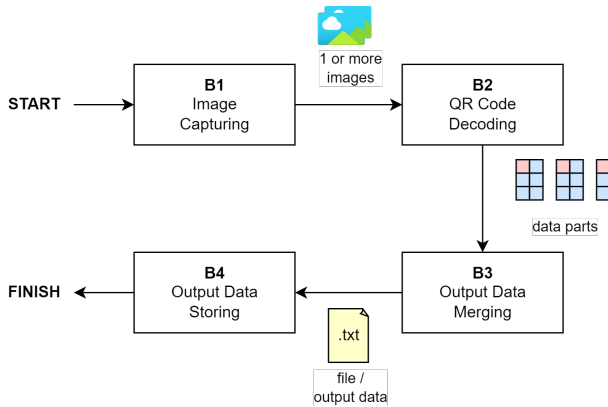 1 or more
images
START
B1
Image
Capturing
B2
QR Code
Decoding
data parts
FINISH
B4
Output Data
Storing
B3
Output Data
Merging
.txt
file /
output data